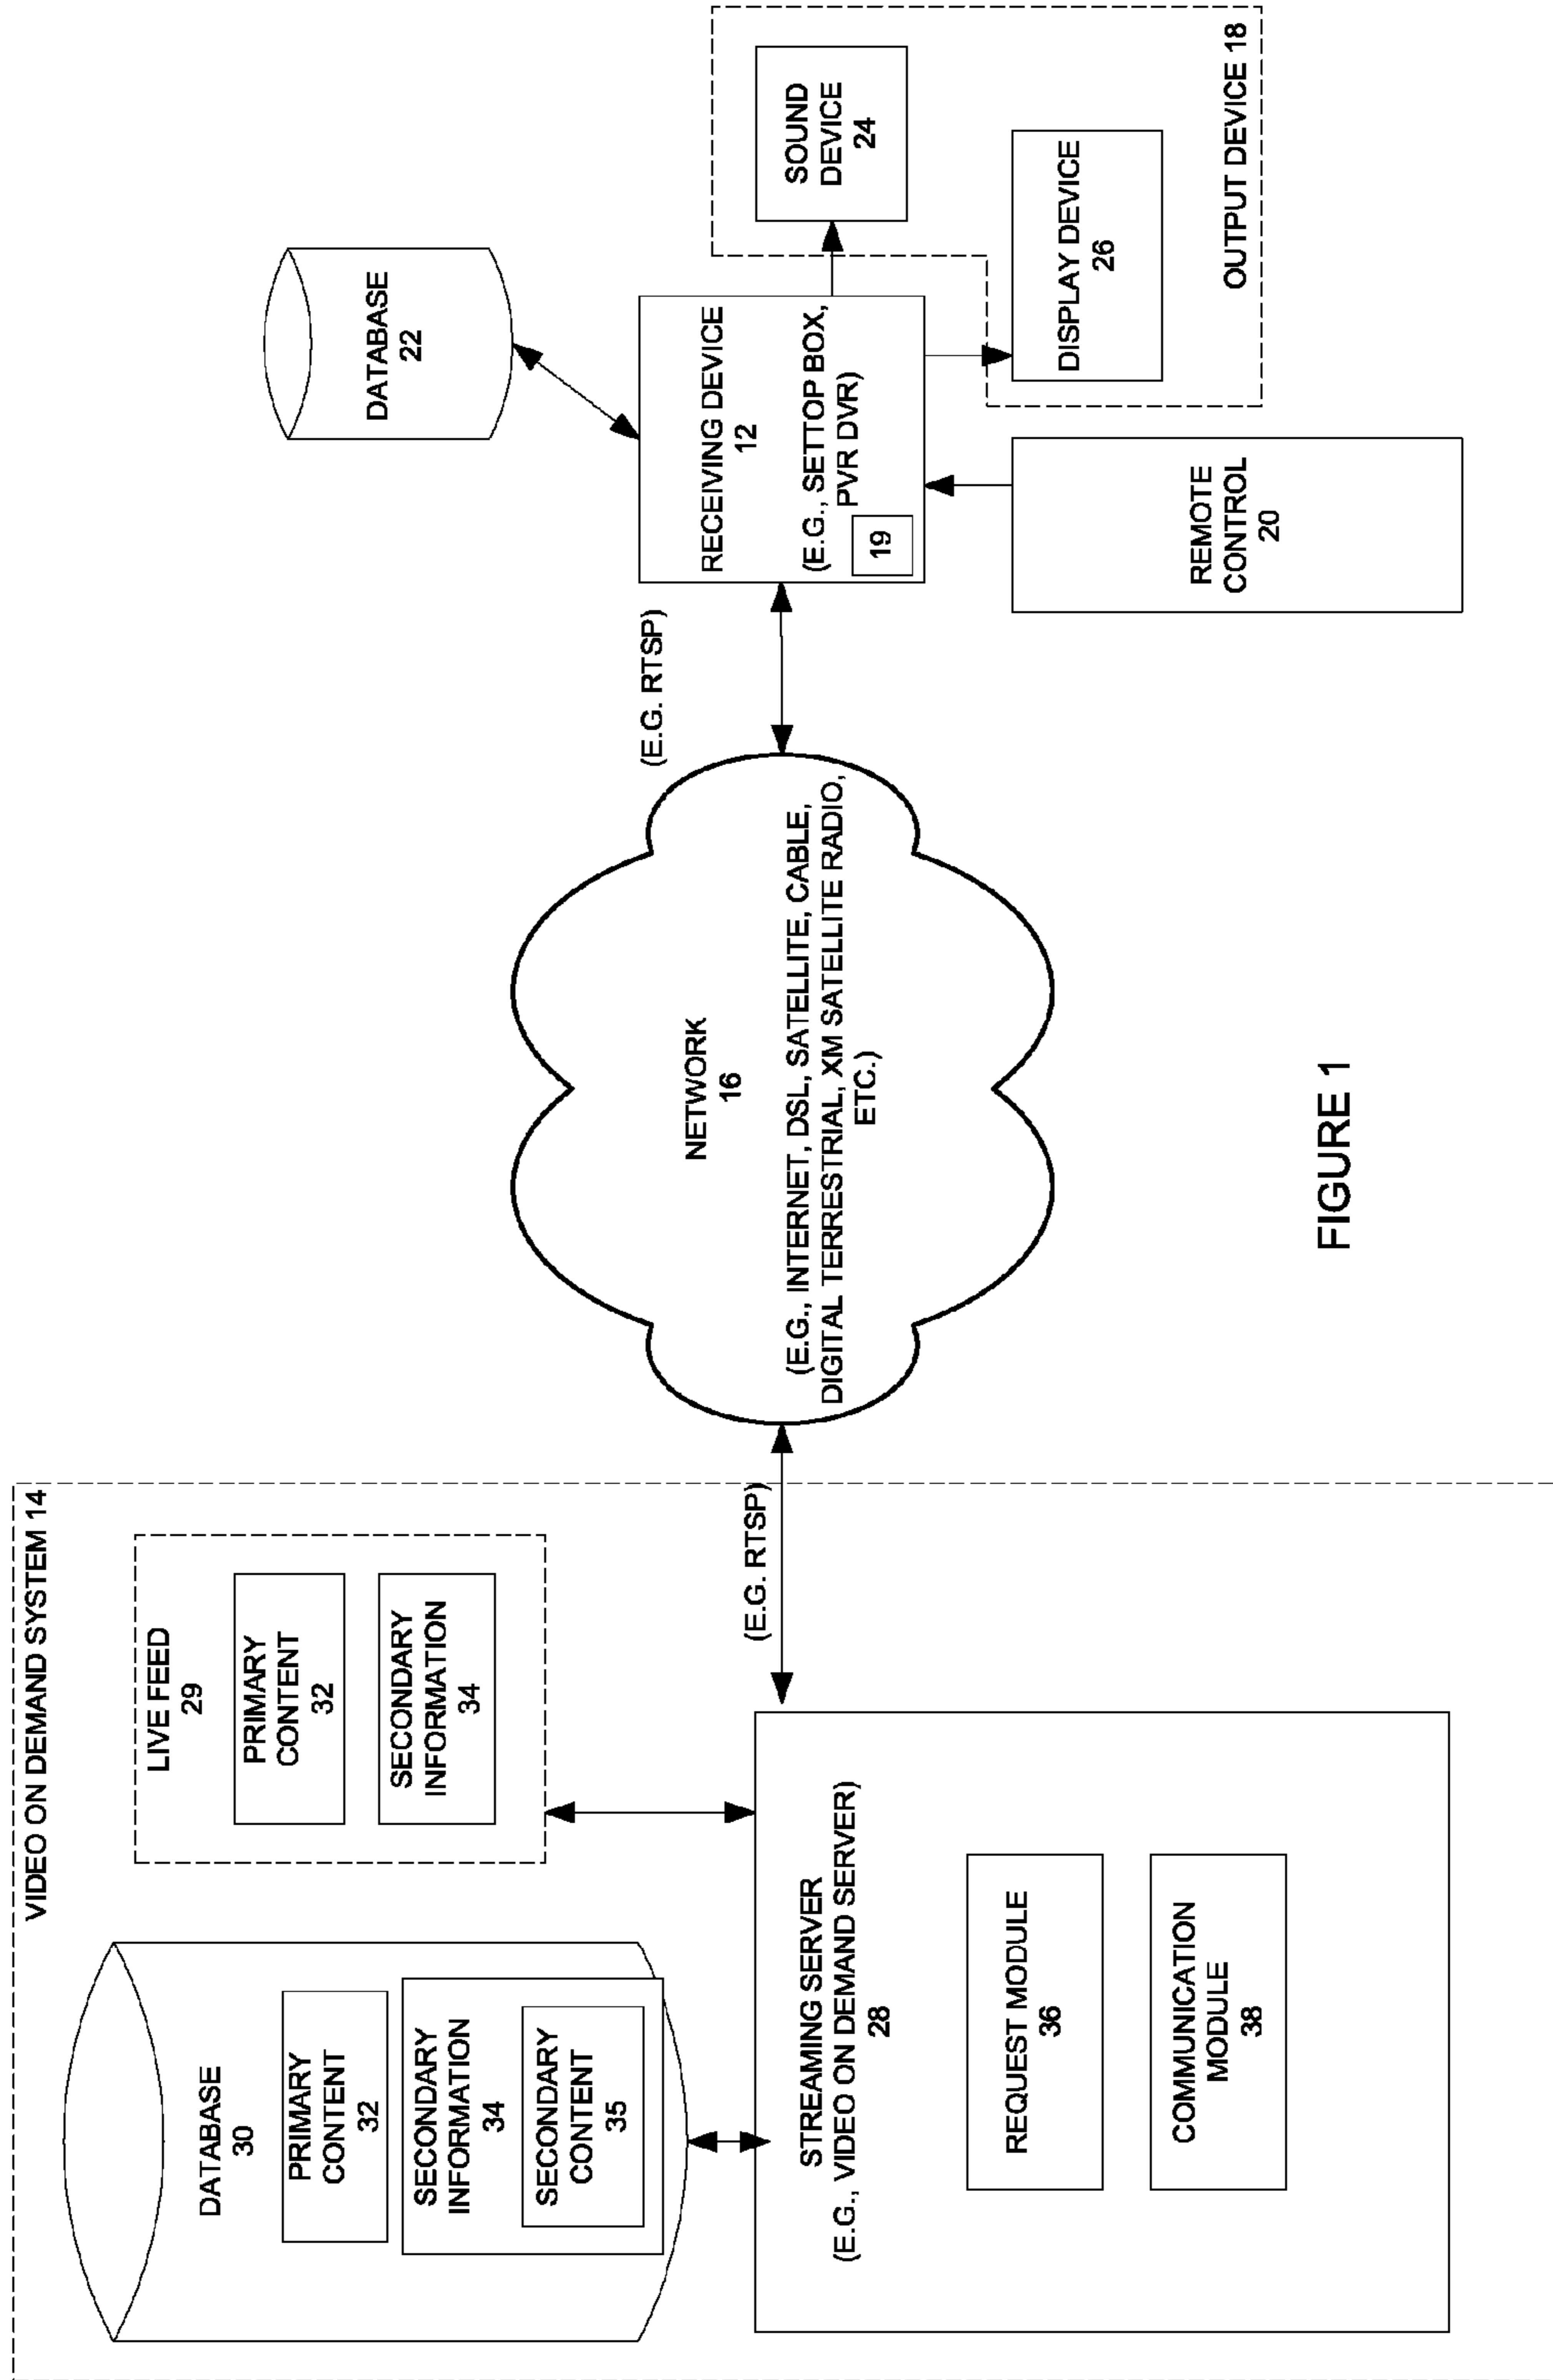 VIDEO ON DEMAND SYSTEM 14
DATABASE
30
PRIMARY
CONTENT
32
SECONDARY
INFORMATION
34
SECONDARY
CONTENT
35
LIVE FEED
29
PRIMARY
CONTENT
32
SECONDARY
INFORMATION
34
STREAMING SERVER
(E.G., VIDEO ON DEMAND SERVER)
28
REQUEST MODULE
36
COMMUNICATION
MODULE
38
(E.G. RTSP)
NETWORK
16
(E.G., INTERNET, DSL, SATELLITE, CABLE,
DIGITAL TERRESTRIAL, XM SATELLITE RADIO,
ETC.)
(E.G. RTSP)
DATABASE
22
RECEIVING DEVICE
12
(E.G., SETTOP BOX,
PVR DVR)
19
REMOTE
CONTROL
20
SOUND
DEVICE
24
DISPLAY DEVICE
26
OUTPUT DEVICE 18
FIGURE 1